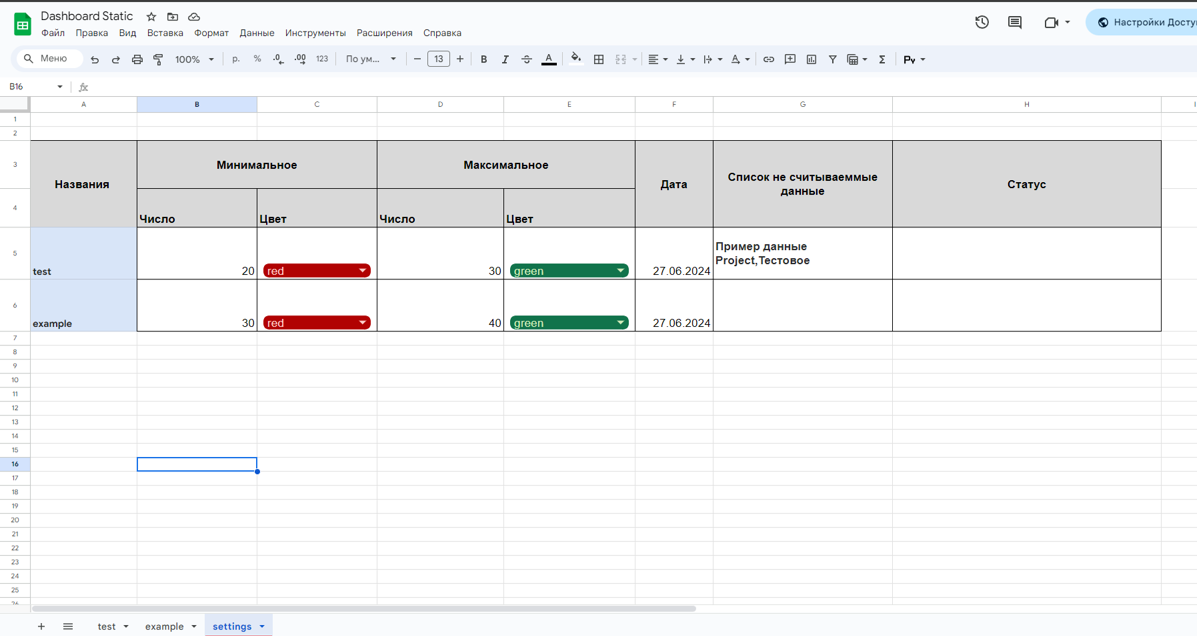 Dashboard Static
Файл Правка Вид Вставка Формат Данные Инструменты Расширения Справка
Настройки Досту
Меню 100% р. % .0 .00 123 По ум... 13 B I A Σ Pу
B16 fx
A B C D E F G H I
1
2
3
4
5
6
7
8
9
10
11
12
13
14
15
16
17
18
19
20
21
22
23
24
25
26
Названия Минимальное Максимальное Дата Список не считываеммые данные Статус
Число Цвет Число Цвет
test 20 red 30 green 27.06.2024 Пример данные
Project,Тестовое
example 30 red 40 green 27.06.2024
+ test example settings